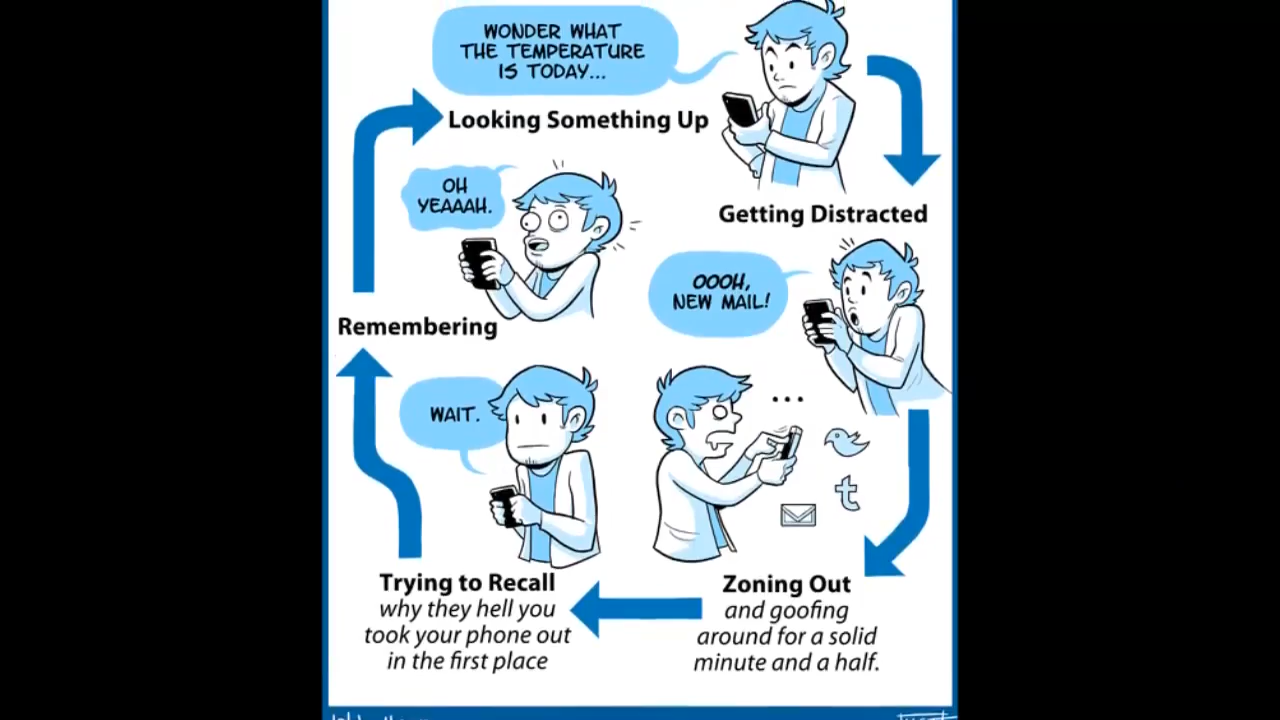 WONDER WHAT
THE TEMPERATURE
IS TODAY...
Looking Something Up
Getting Distracted
OOOH,
NEW MAIL!
...
Zoning Out
and goofing
around for a solid
minute and a half.
WAIT.
Trying to Recall
why they hell you
took your phone out
in the first place
OH
YEAAAH.
Remembering